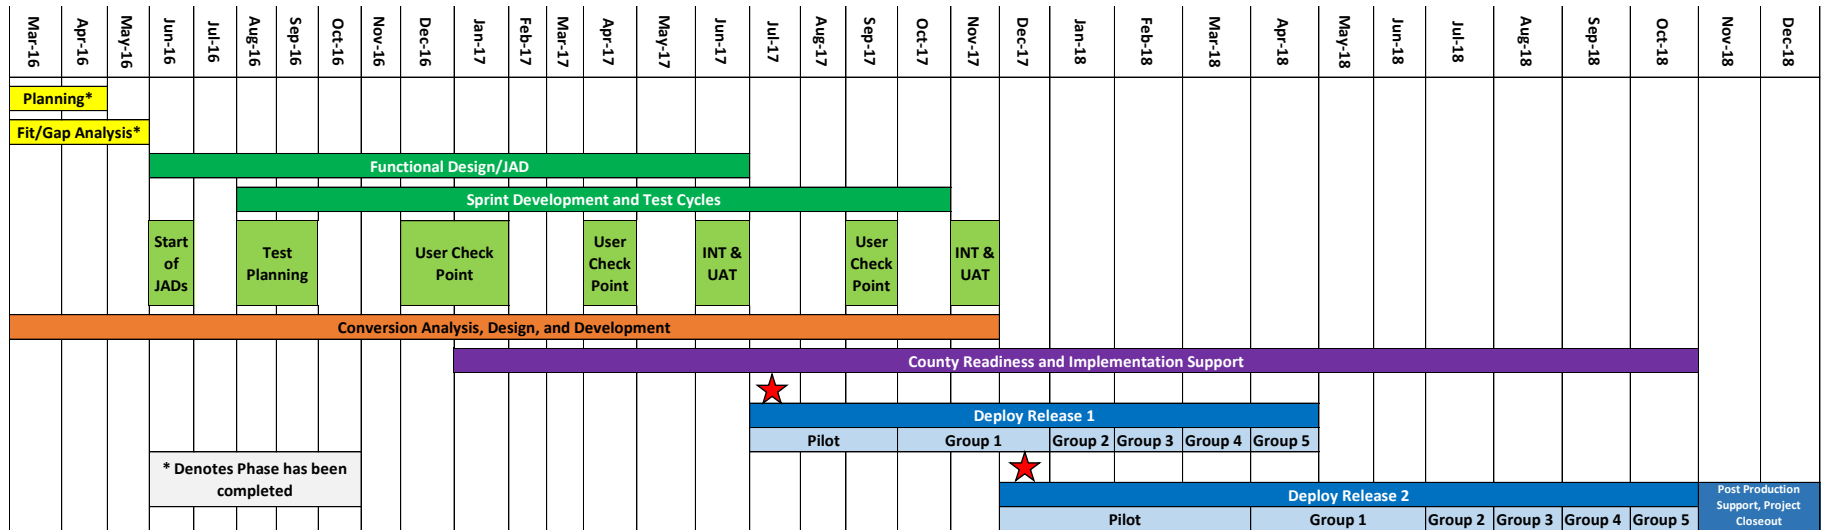 Mar-16
Apr-16
May-16
Jun-16
Jul-16
Aug-16
Sep-16
Oct-16
Nov-16
Dec-16
Jan-17
Feb-17
Mar-17
Apr-17
May-17
Jun-17
Jul-17
Aug-17
Sep-17
Oct-17
Nov-17
Dec-17
Jan-18
Feb-18
Mar-18
Apr-18
May-18
Jun-18
Jul-18
Aug-18
Sep-18
Oct-18
Nov-18
Dec-18
Planning*
Fit/Gap Analysis*
Functional Design/JAD
Sprint Development and Test Cycles
Start
of
JADs
Test
Planning
User Check
Point
User
Check
Point
INT &
UAT
User
Check
Point
INT &
UAT
Conversion Analysis, Design, and Development
County Readiness and Implementation Support
Deploy Release 1
Pilot
Group 1
Group 2
Group 3
Group 4
Group 5
* Denotes Phase has been
completed
Deploy Release 2
Pilot
Group 1
Group 2
Group 3
Group 4
Group 5
Post Production
Support, Project
Closeout